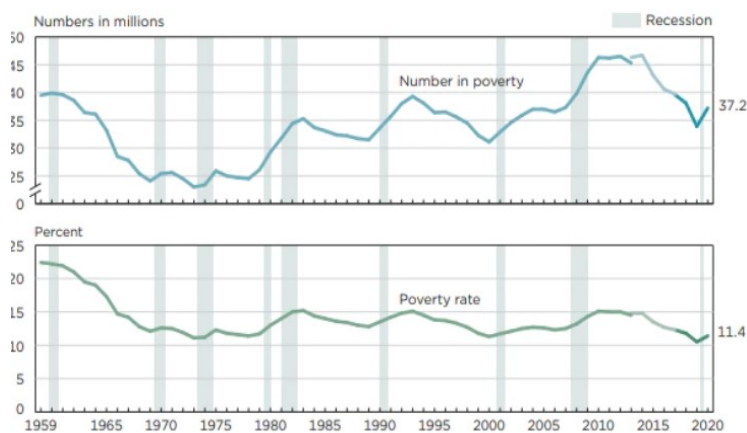 Numbers in millions
Recession
50
45
40
35
30
25
0
Number in poverty
37.2
Percent
25
20
15
10
5
0
Poverty rate
11.4
1959 1965 1970 1975 1980 1985 1990 1995 2000 2005 2010 2015 2020